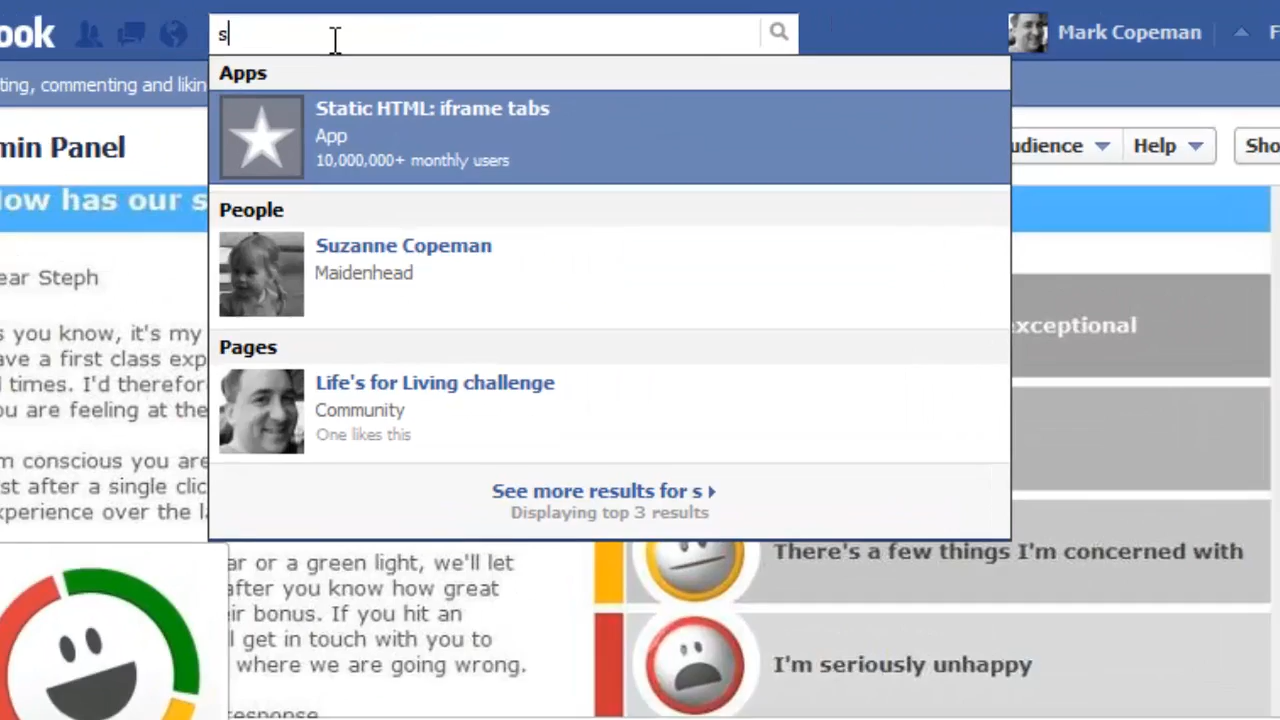 ook
s
Mark Copeman
F
ting, commenting and likin
Apps
Static HTML: iframe tabs
App
10,000,000+ monthly users
min Panel
udience
Help
Sho
low has our s
People
Suzanne Copeman
Maidenhead
ear Steph
s you know, it's my
ave a first class exp
l times. I'd therefor
ou are feeling at the
exceptional
Pages
Life's for Living challenge
Community
One likes this
m conscious you are
st after a single clic
xperience over the la
See more results for s
Displaying top 3 results
ar or a green light, we'll let
after you know how great
eir bonus. If you hit an
l get in touch with you to
where we are going wrong.
response
There's a few things I'm concerned with
I'm seriously unhappy